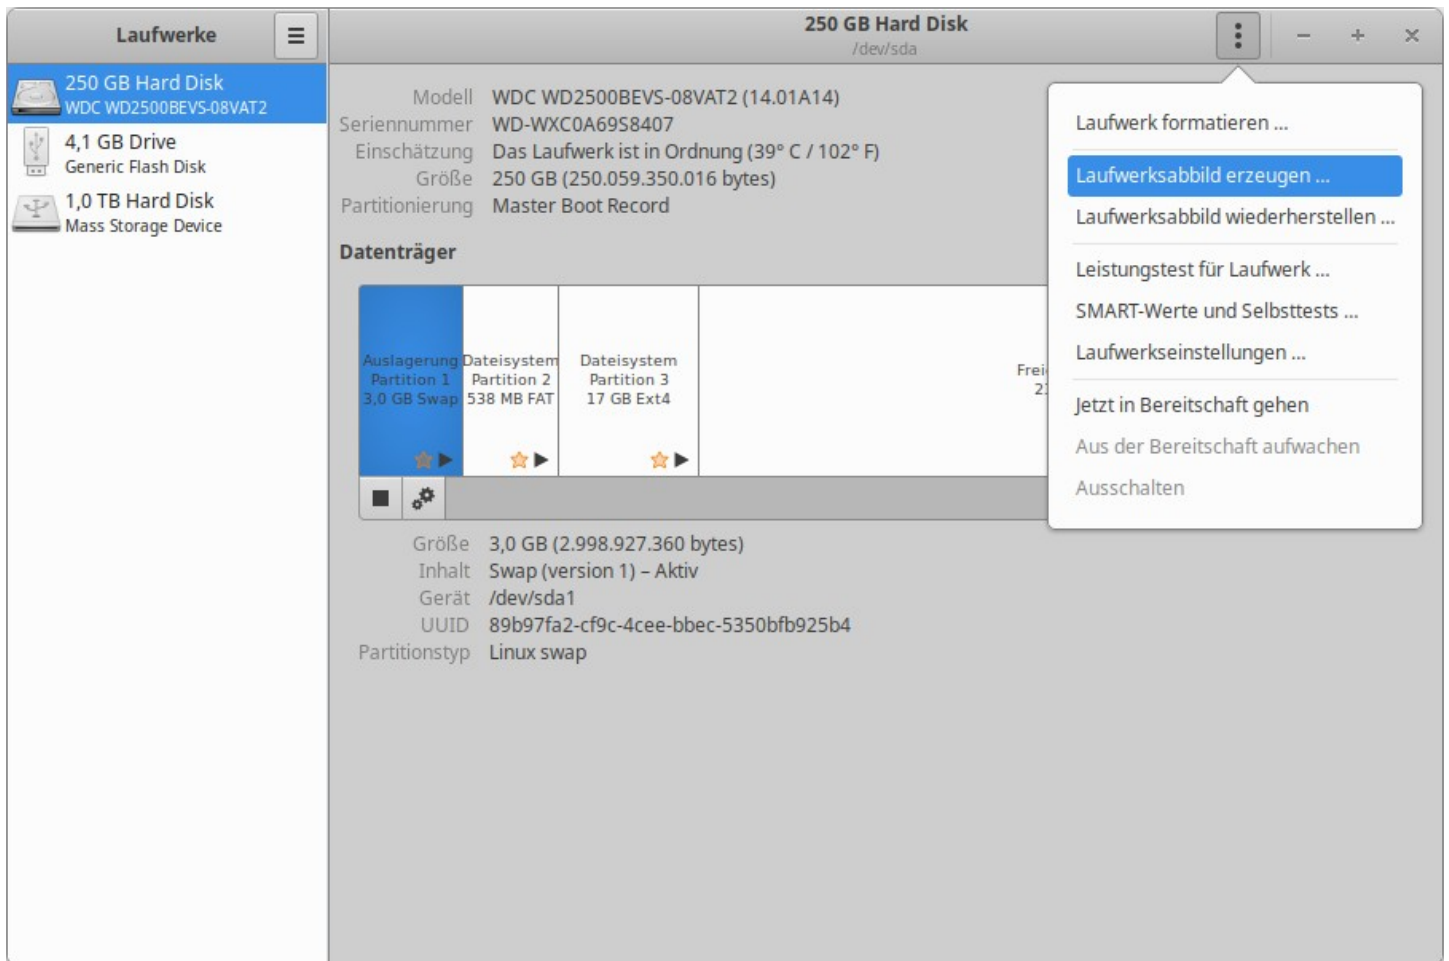 Laufwerke
250 GB Hard Disk
/dev/sda
250 GB Hard Disk
WDC WD2500BEVS-08VAT2
4,1 GB Drive
Generic Flash Disk
1,0 TB Hard Disk
Mass Storage Device
Modell WDC WD2500BEVS-08VAT2 (14.01A14)
Seriennummer WD-WXC0A69S8407
Einschätzung Das Laufwerk ist in Ordnung (39° C / 102° F)
Größe 250 GB (250.059.350.016 bytes)
Partitionierung Master Boot Record
Datenträger
Auslagerung
Partition 1
3,0 GB Swap
Dateisystem
Partition 2
538 MB FAT
Dateisystem
Partition 3
17 GB Ext4
Größe 3,0 GB (2.998.927.360 bytes)
Inhalt Swap (version 1) – Aktiv
Gerät /dev/sda1
UUID 89b97fa2-cf9c-4cee-bbec-5350bfb925b4
Partitionstyp Linux swap
Laufwerk formatieren ...
Laufwerksabbild erzeugen ...
Laufwerksabbild wiederherstellen ...
Leistungstest für Laufwerk ...
SMART-Werte und Selbsttests ...
Laufwerkseinstellungen ...
Jetzt in Bereitschaft gehen
Aus der Bereitschaft aufwachen
Ausschalten